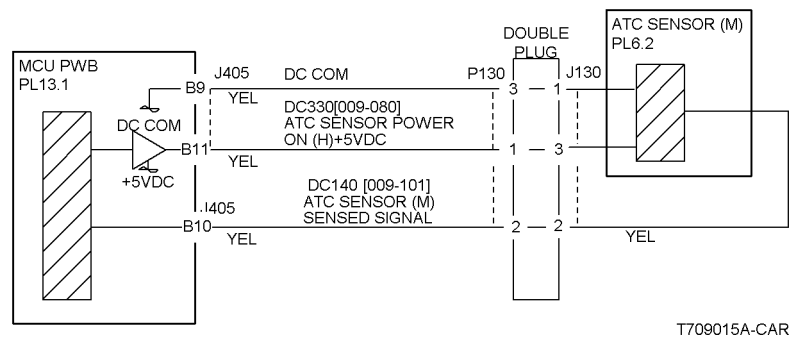 ATC SENSOR (M)
PL6.2
DOUBLE
PLUG
MCU PWB
PL13.1
J405
DC COM
P130
J130
B9
YEL
3
1
DC330[009-080]
ATC SENSOR POWER
ON (H)+5VDC
DC COM
B11
YEL
1
3
+5VDC
DC140 [009-101]
ATC SENSOR (M)
SENSED SIGNAL
J405
B10
YEL
2
2
YEL
T709015A-CAR